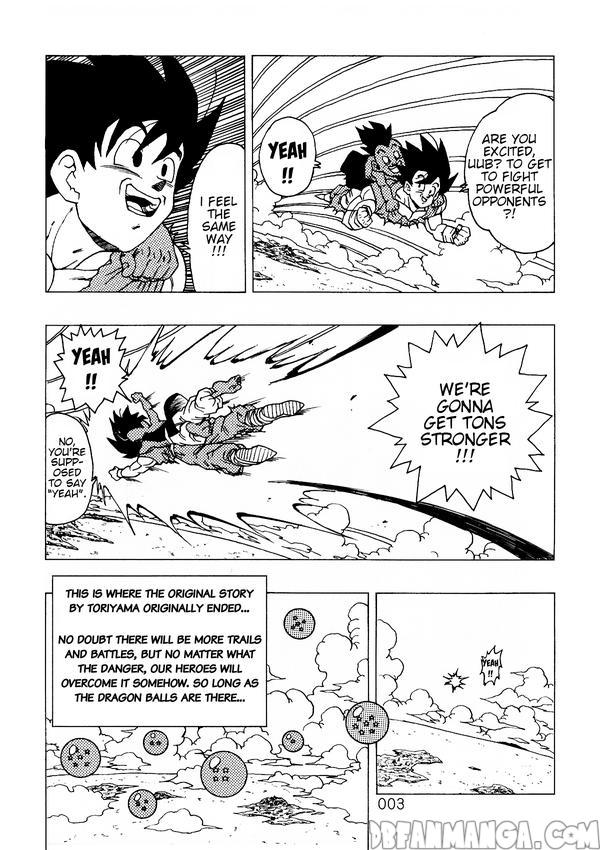 ARE YOU
EXCITED,
UUB? TO GET
TO FIGHT
POWERFUL
OPPONENTS
?!
YEAH
!!
I FEEL
THE
SAME
WAY
!!!
WE'RE
GONNA
GET TONS
STRONGER
!!!
YEAH
!!
NO,
YOU'RE
SUPP-
OSED
TO SAY
"YEAH".
YEAH
!!
THIS IS WHERE THE ORIGINAL STORY
BY TORIYAMA ORIGINALLY ENDED...
NO DOUBT THERE WILL BE MORE TRAILS
AND BATTLES, BUT NO MATTER WHAT
THE DANGER, OUR HEROES WILL
OVERCOME IT SOMEHOW. SO LONG AS
THE DRAGON BALLS ARE THERE...
003
DBFANMANGA.COM